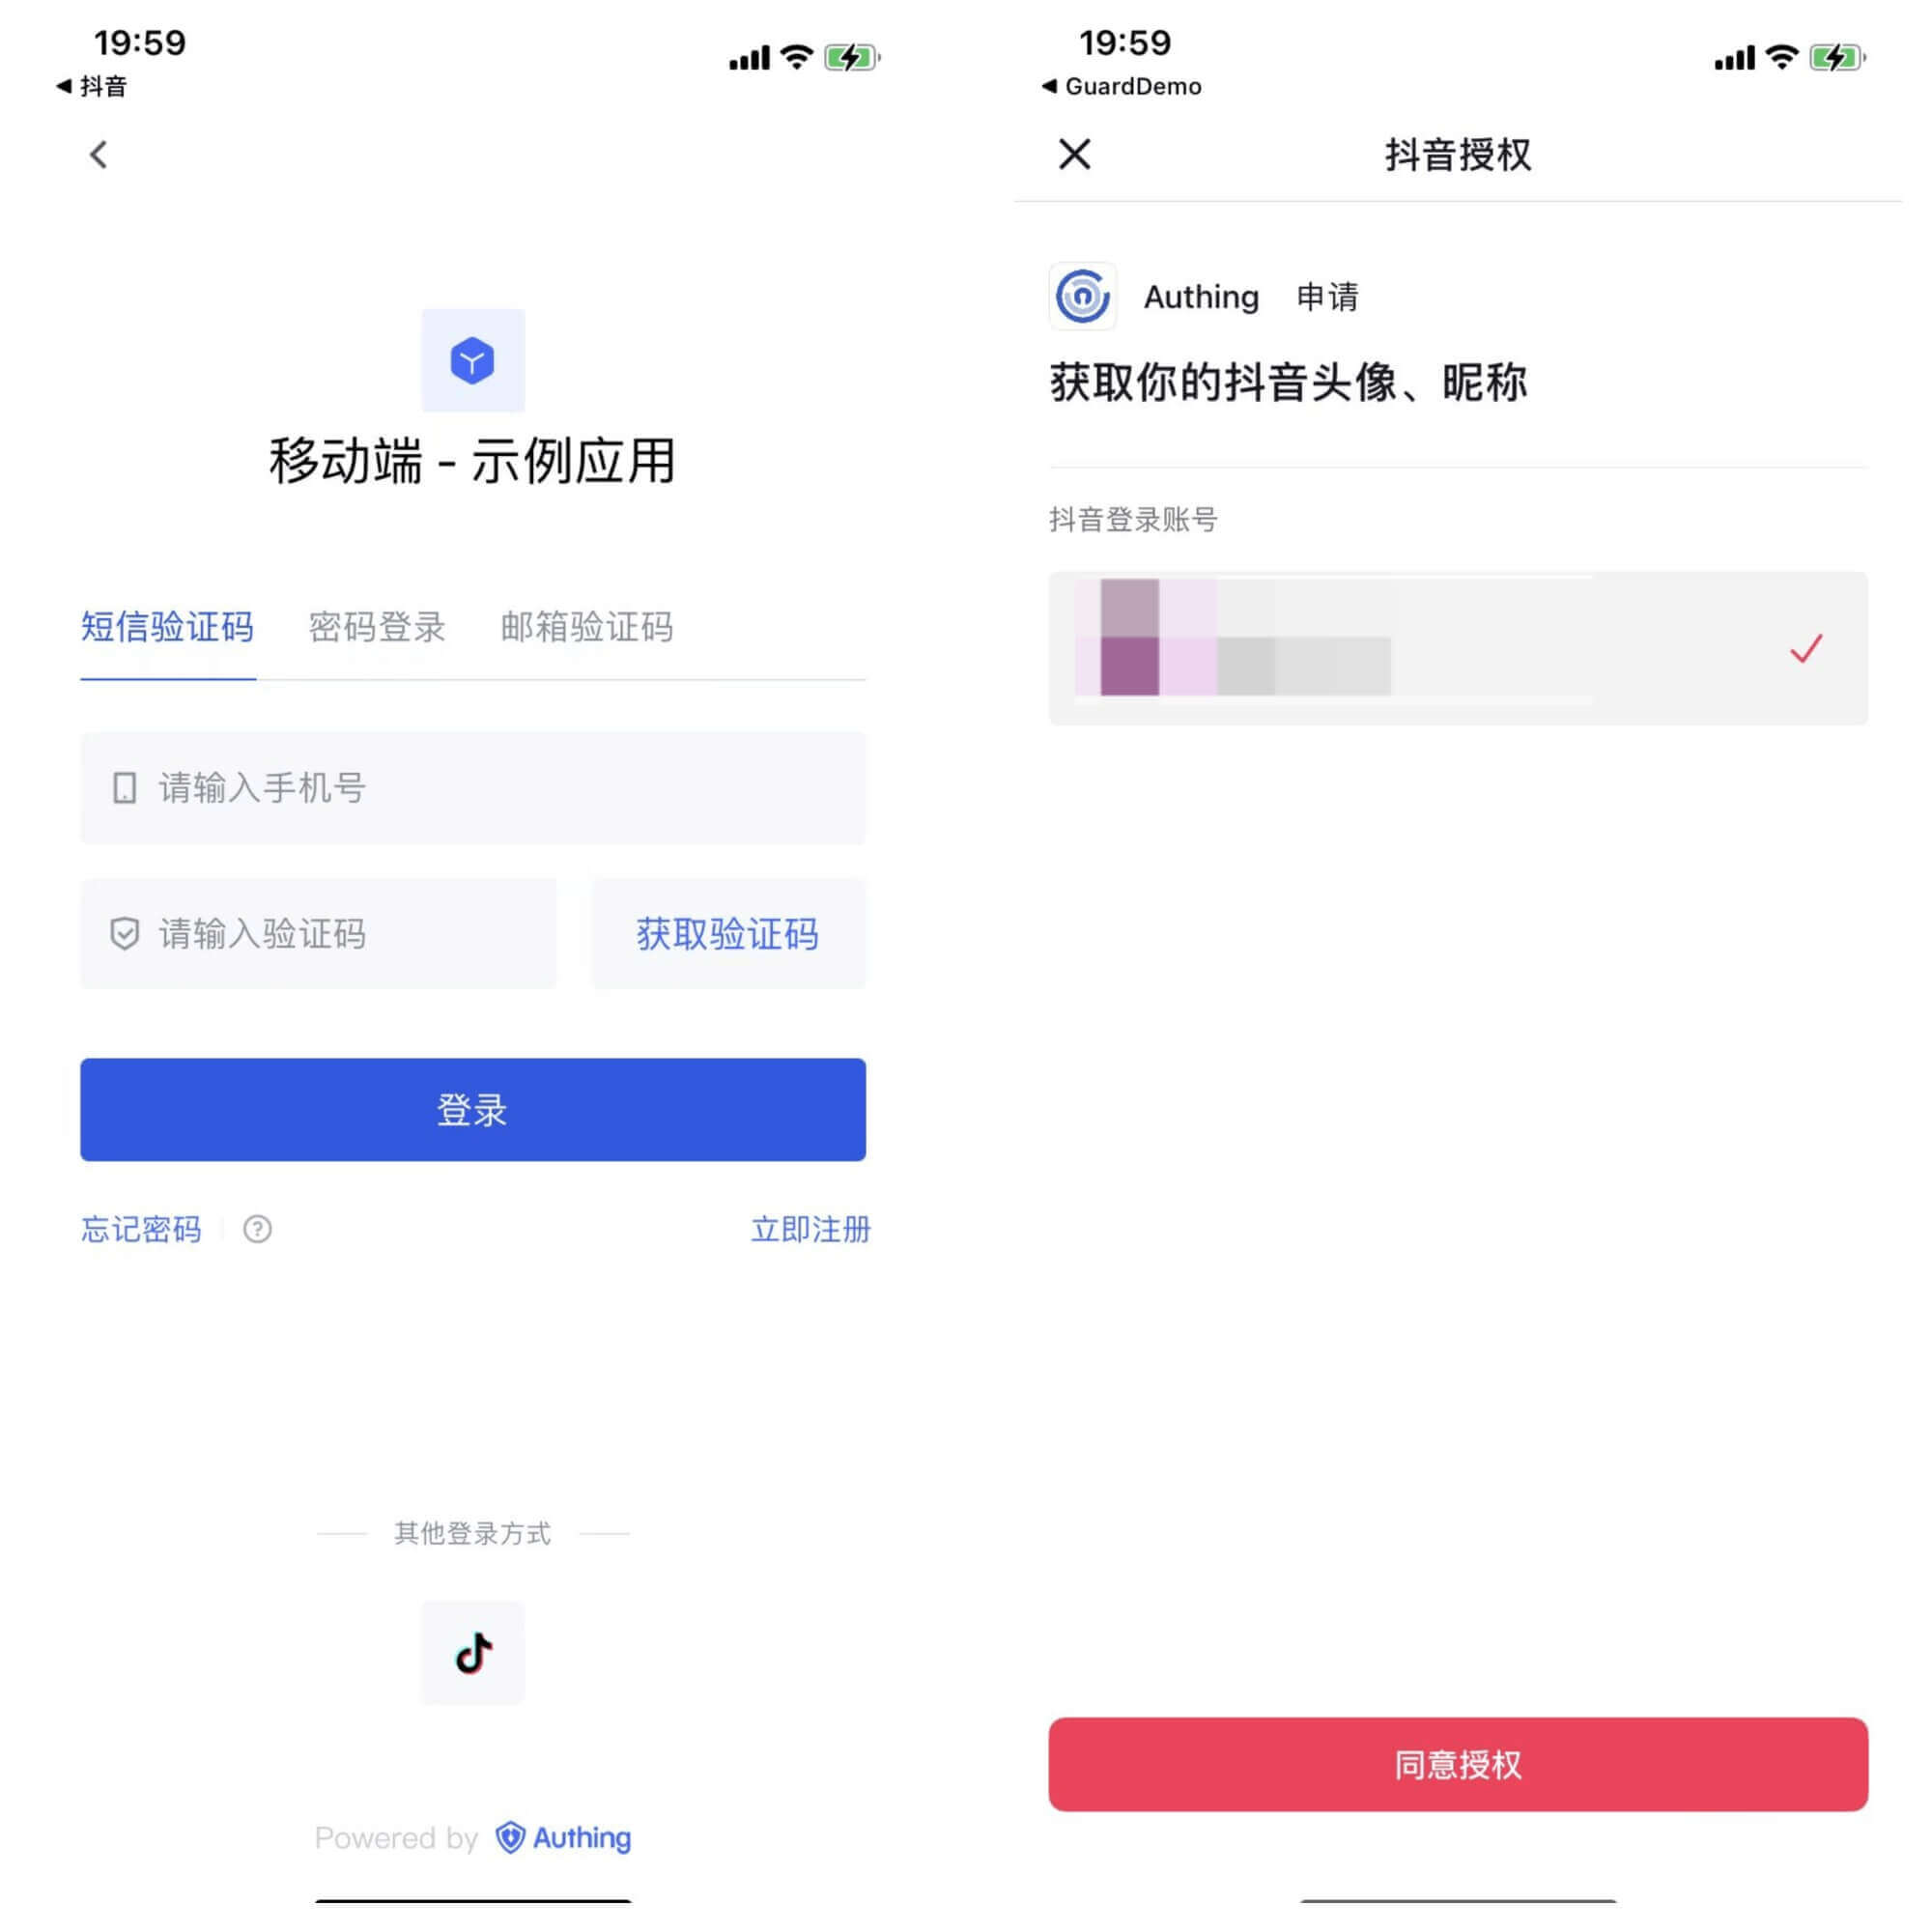 19:59
◀ 抖音
移动端 - 示例应用
短信验证码 密码登录 邮箱验证码
请输入手机号
请输入验证码 获取验证码
登录
忘记密码 ? 立即注册
其他登录方式
Powered by Authing
19:59
◀ GuardDemo
抖音授权
Authing 申请
获取你的抖音头像、昵称
抖音登录账号
同意授权